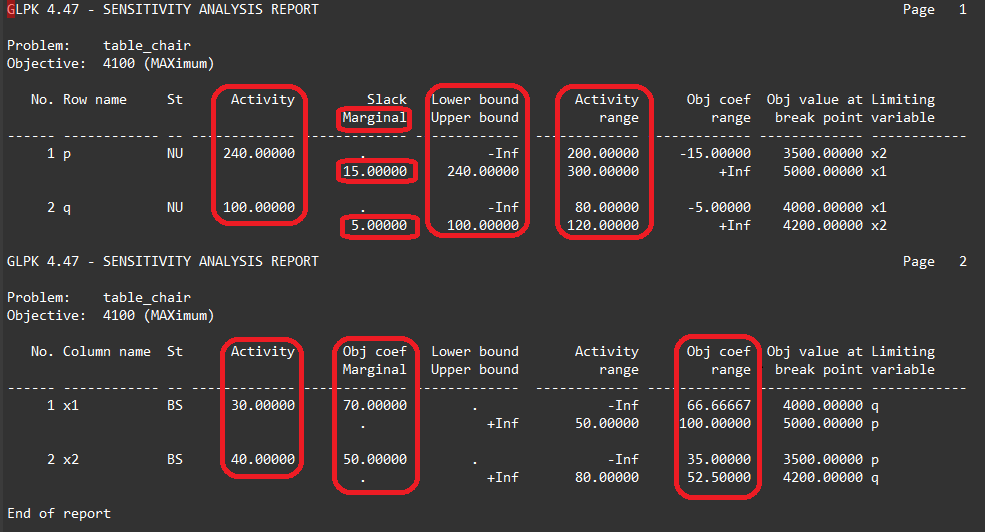 GLPK 4.47 - SENSITIVITY ANALYSIS REPORT                                                                         Page   1

Problem:    table_chair
Objective:  4100 (MAXimum)

   No. Row name     St      Activity         Slack   Lower bound       Activity      Obj coef  Obj value at Limiting
                                          Marginal   Upper bound          range         range   break point variable
------ ------------ -- ------------- ------------- -------------  ------------- ------------- ------------- ------------
     1 p            NU     240.00000        .               -Inf      200.00000     -15.00000    3500.00000 x2
                                          15.00000     240.00000      300.00000          +Inf    5000.00000 x1

     2 q            NU     100.00000        .               -Inf       80.00000      -5.00000    4000.00000 x1
                                           5.00000     100.00000      120.00000          +Inf    4200.00000 x2

GLPK 4.47 - SENSITIVITY ANALYSIS REPORT                                                                         Page   2

Problem:    table_chair
Objective:  4100 (MAXimum)

   No. Column name  St      Activity      Obj coef   Lower bound       Activity      Obj coef  Obj value at Limiting
                                          Marginal   Upper bound          range         range   break point variable
------ ------------ -- ------------- ------------- -------------  ------------- ------------- ------------- ------------
     1 x1           BS      30.00000      70.00000        .                -Inf      66.66667    4000.00000 q
                                            .               +Inf       50.00000     100.00000    5000.00000 p

     2 x2           BS      40.00000      50.00000        .                -Inf      35.00000    3500.00000 p
                                            .               +Inf       80.00000      52.50000    4200.00000 q

End of report